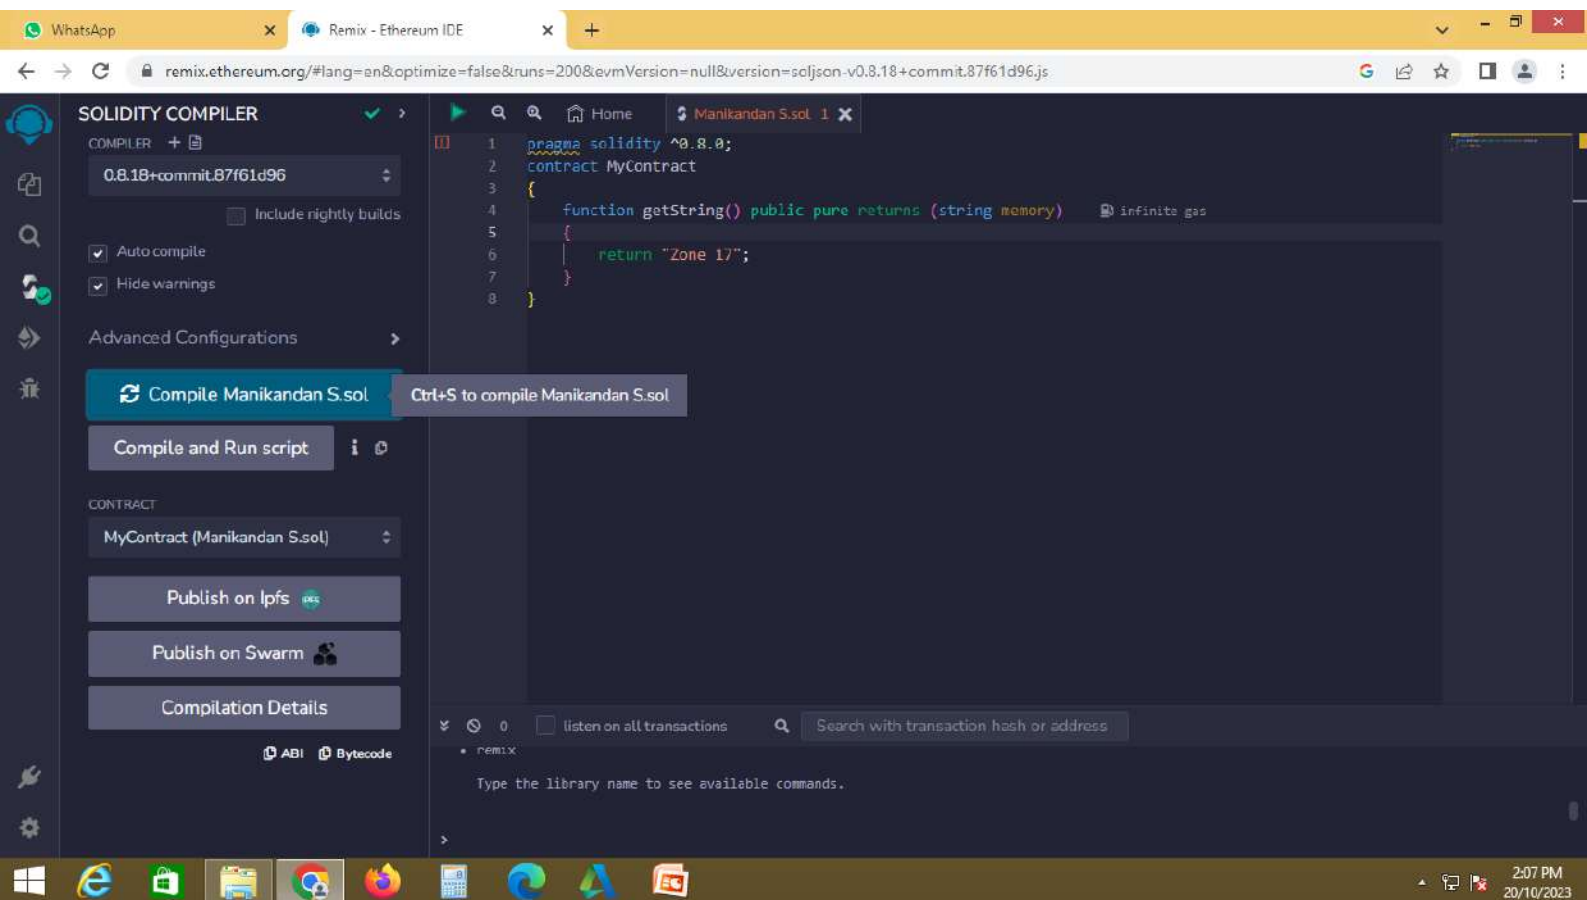 WhatsApp
Remix - Ethereum IDE
remix.ethereum.org/#lang=en&optimize=false&runs=200&evmVersion=null&version=soljson-v0.8.18+commit.87f61d96.js
SOLIDITY COMPILER
COMPILER
0.8.18+commit.87f61d96
Include nightly builds
Auto compile
Hide warnings
Advanced Configurations
Compile Manikandan S.sol
Ctrl+S to compile Manikandan S.sol
Compile and Run script
CONTRACT
MyContract (Manikandan S.sol)
Publish on Ipfs
IPFS
Publish on Swarm
Compilation Details
ABI Bytecode
Home
Manikandan S.sol 1
1 pragma solidity ^0.8.0;
2 contract MyContract
3 {
4 function getString() public pure returns (string memory) infinite gas
5 {
6 return "Zone 17";
7 }
8 }
0 listen on all transactions Search with transaction hash or address
• remix
Type the library name to see available commands.
>
2:07 PM
20/10/2023